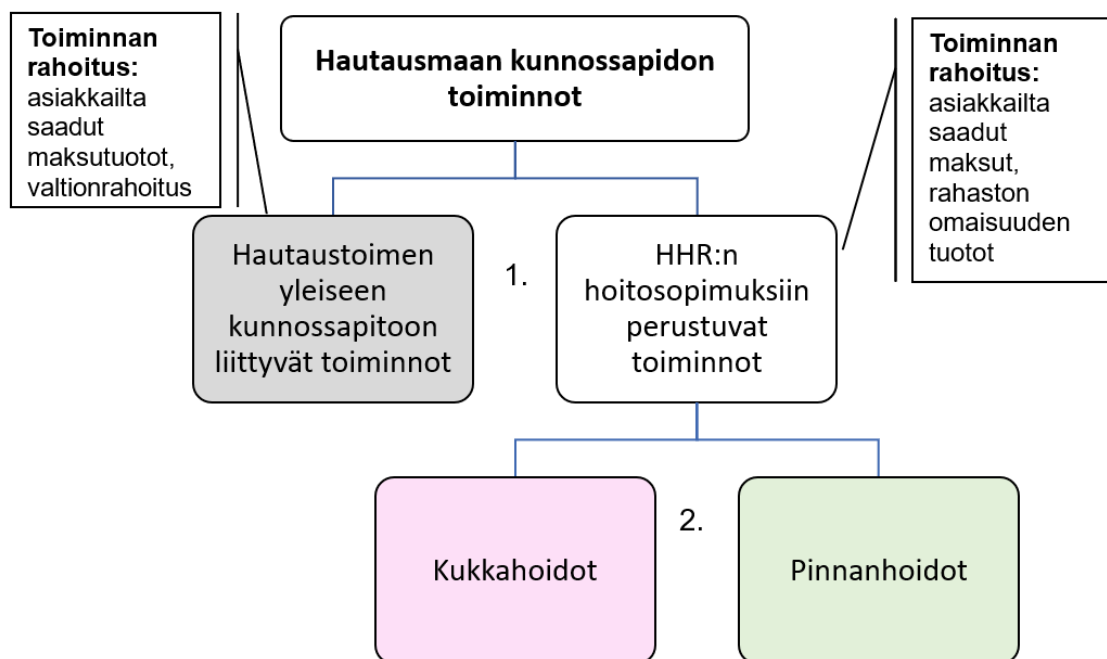 Toiminnan
rahoitus:
asiakkailta
saadut
maksutuotot,
valtionrahoitus
Hautausmaan kunnossapidon
toiminnot
Toiminnan
rahoitus:
asiakkailta
saadut
maksut,
rahaston
omaisuuden
tuotot
Hautaustoimen
yleiseen
kunnossapitoon
liittyvät toiminnot
1.
HHR:n
hoitosopimuksiin
perustuvat
toiminnot
Kukkahoidot
2.
Pinnanhoidot